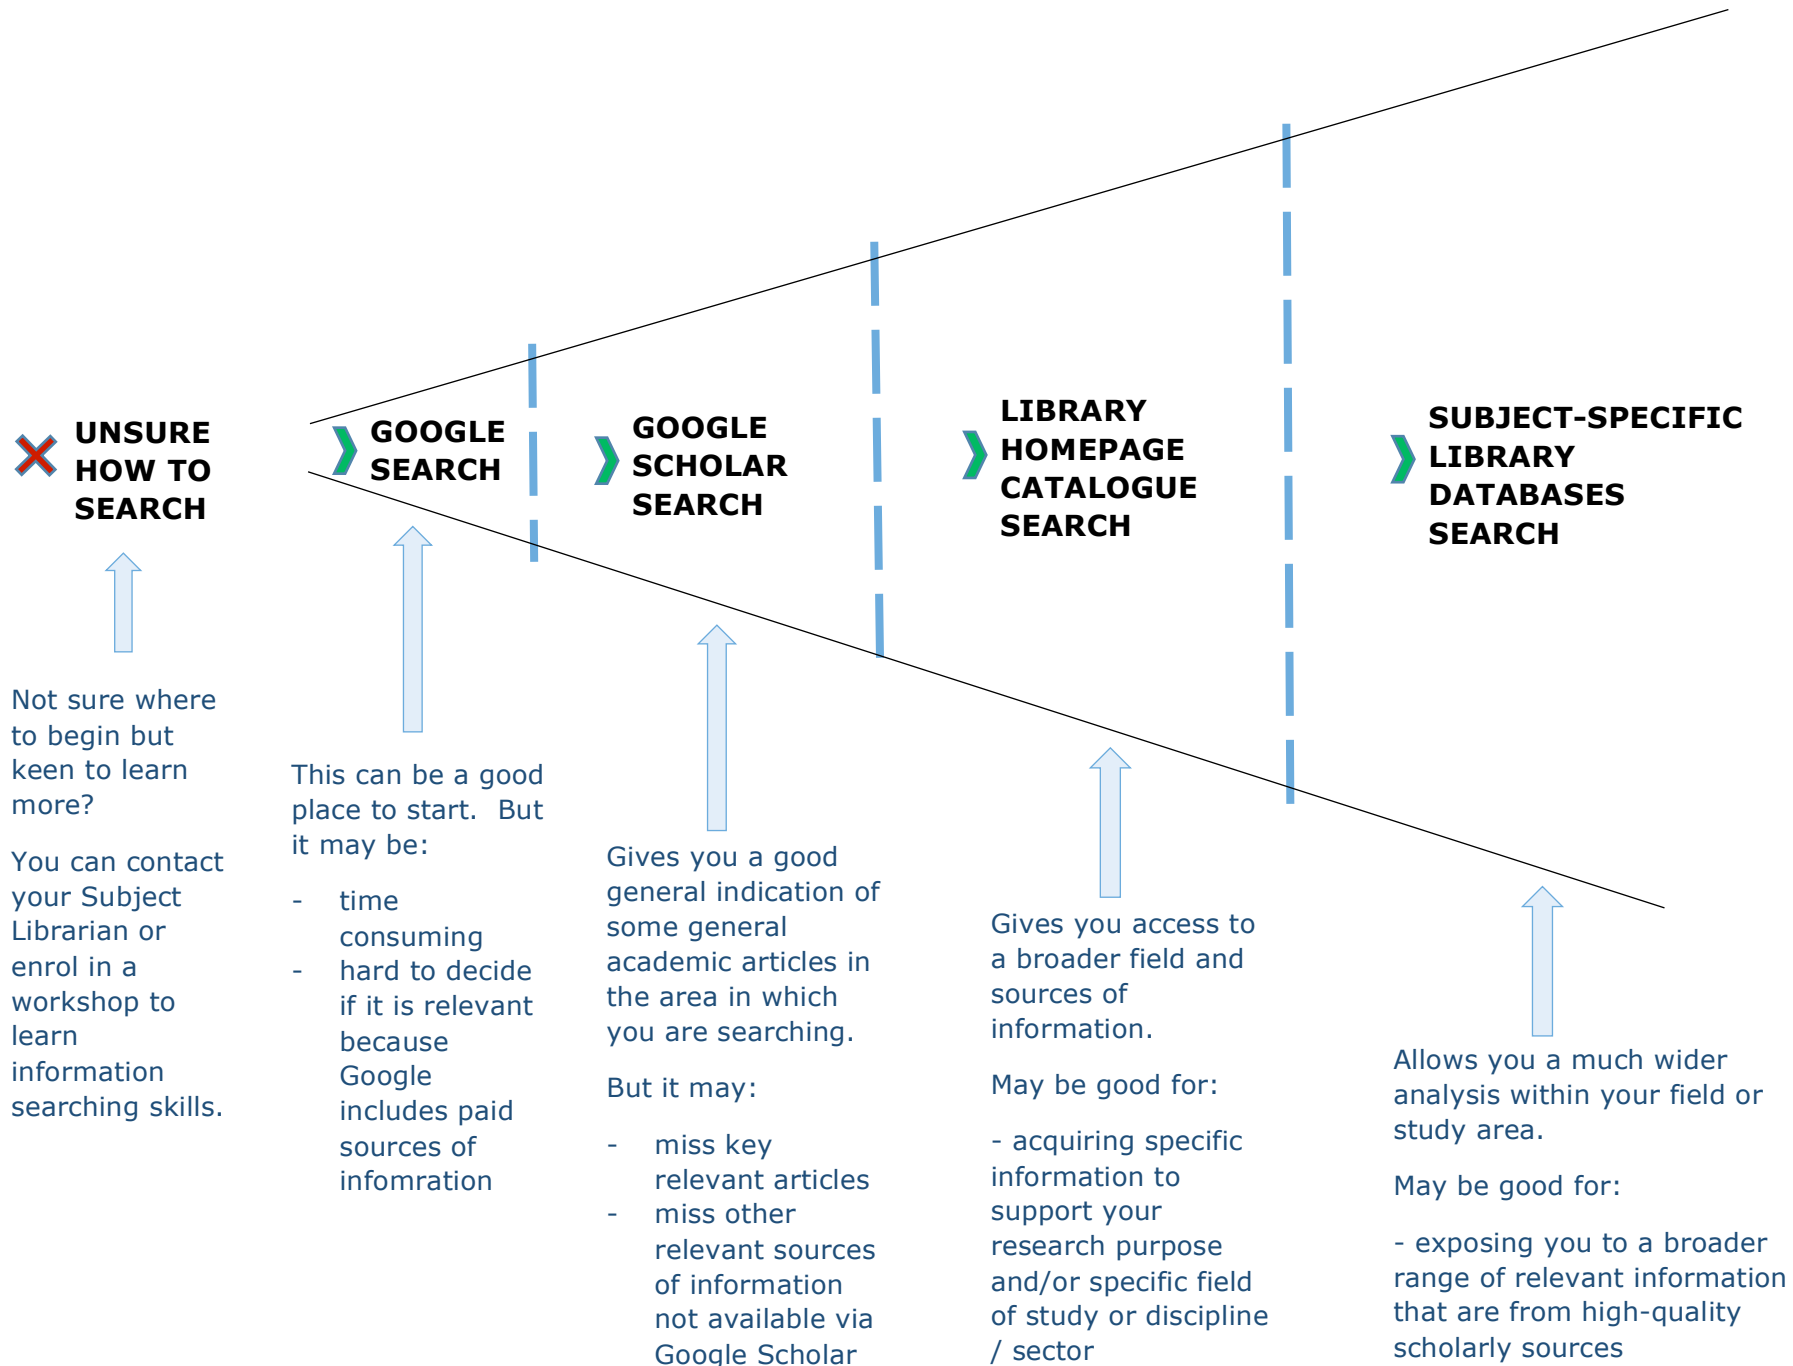 UNSURE
HOW TO
SEARCH
GOOGLE
SEARCH
GOOGLE
SCHOLAR
SEARCH
LIBRARY
HOMEPAGE
CATALOGUE
SEARCH
SUBJECT-SPECIFIC
LIBRARY
DATABASES
SEARCH
Not sure where
to begin but
keen to learn
more?
You can contact
your Subject
Librarian or
enrol in a
workshop to
learn
information
searching skills.
This can be a good
place to start.  But
it may be:
- time
consuming
- hard to decide
if it is relevant
because
Google
includes paid
sources of
infomration
Gives you a good
general indication of
some general
academic articles in
the area in which
you are searching.
But it may:
- miss key
relevant articles
- miss other
relevant sources
of information
not available via
Google Scholar
Gives you access to
a broader field and
sources of
information.
May be good for:
- acquiring specific
information to
support your
research purpose
and/or specific field
of study or discipline
/ sector
Allows you a much wider
analysis within your field or
study area.
May be good for:
- exposing you to a broader
range of relevant information
that are from high-quality
scholarly sources